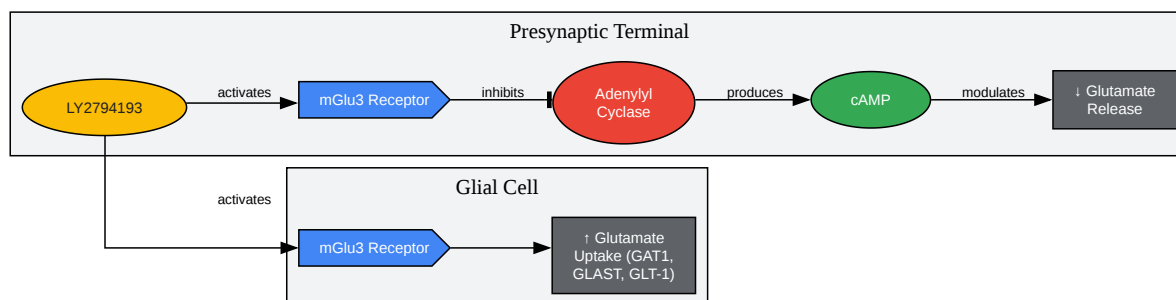 Presynaptic Terminal
LY2794193
activates
mGlu3 Receptor
inhibits
Adenylyl
Cyclase
produces
cAMP
modulates
↓ Glutamate
Release
activates
Glial Cell
mGlu3 Receptor
↑ Glutamate
Uptake (GAT1,
GLAST, GLT-1)